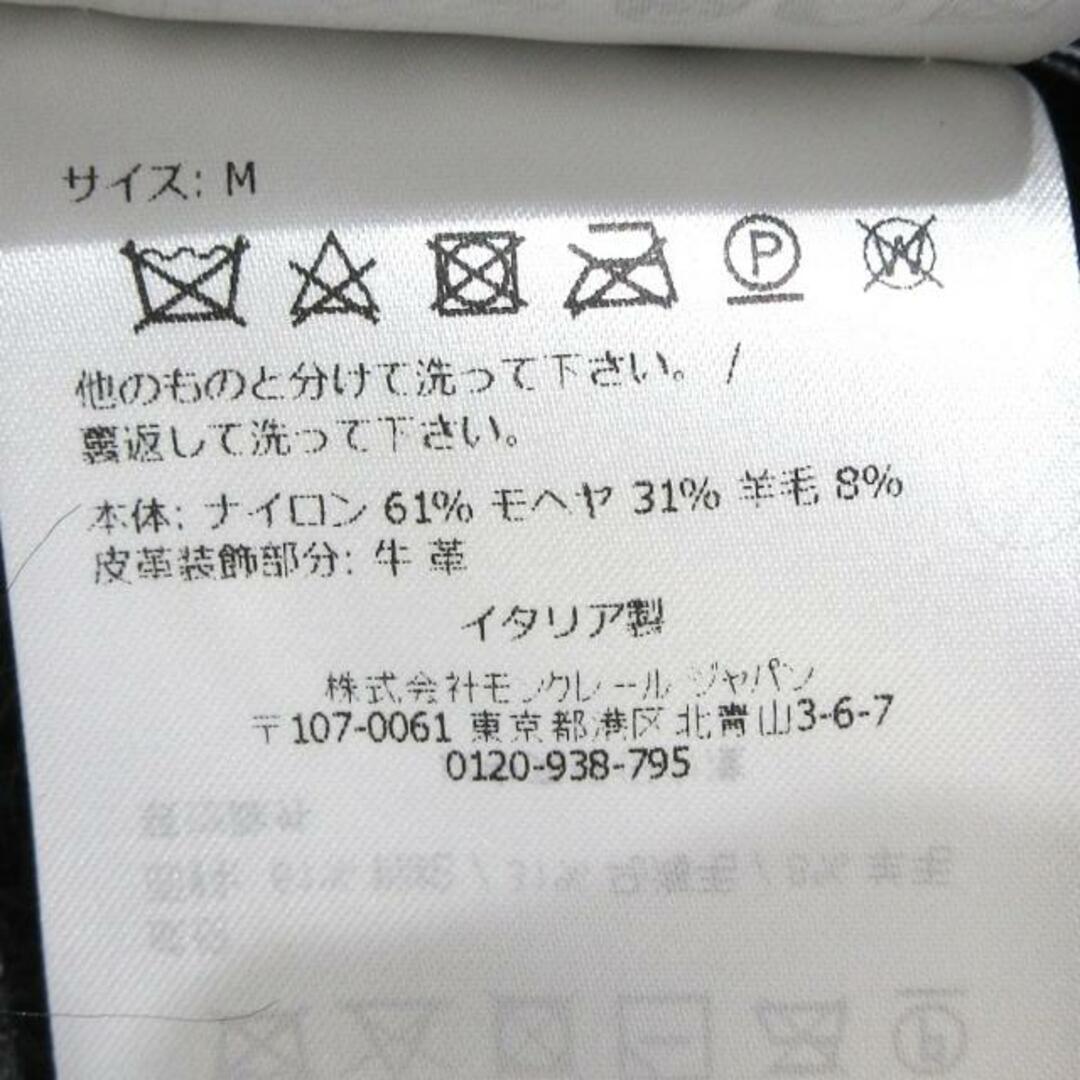 サイズ: M
P W
他のものと分けて洗って下さい。 /
裏返して洗って下さい。
本体: ナイロン 61% モヘヤ 31% 羊毛 8%
皮革装飾部分: 牛 革
イタリア製
株式会社モンクレール ジャパン
〒107-0061 東京都港区北青山3-6-7
0120-938-795